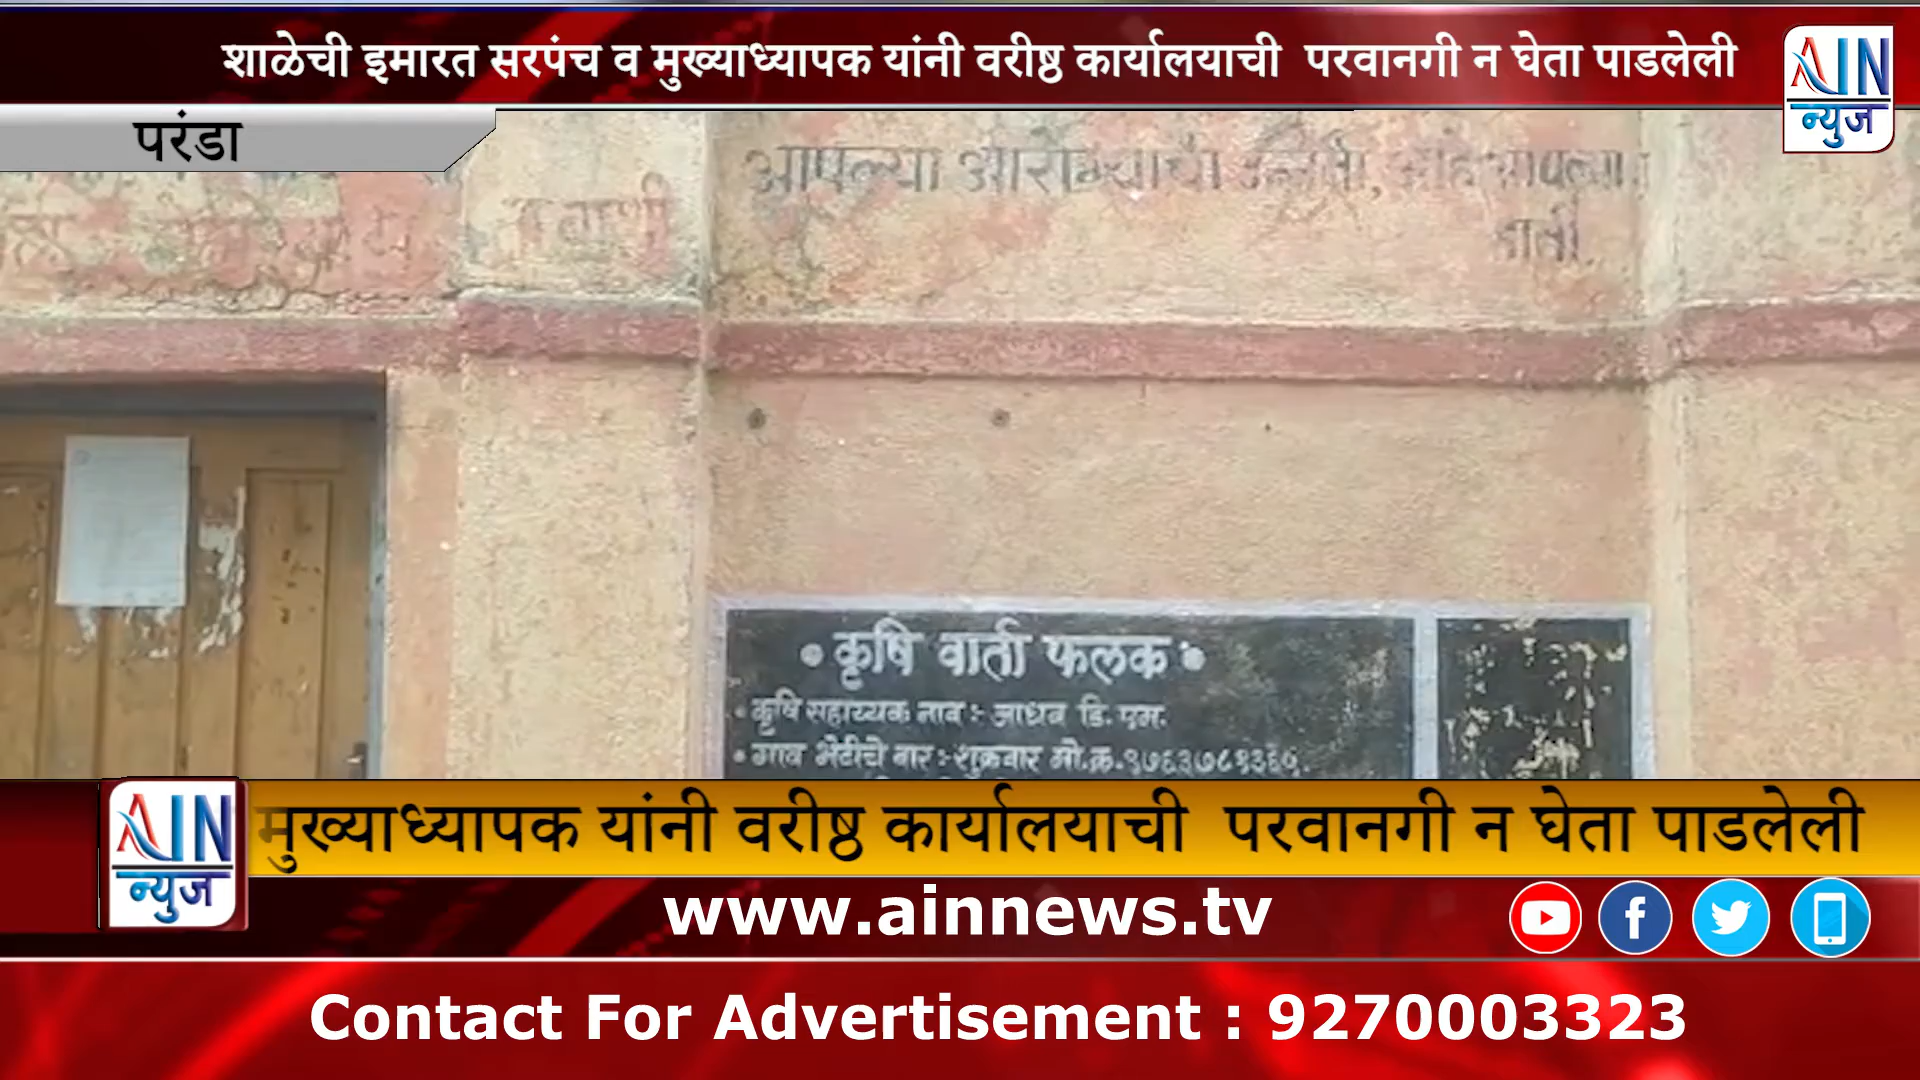 शाळेची इमारत सरपंच व मुख्याध्यापक यांनी वरीष्ठ कार्यालयाची परवानगी न घेता पाडलेली
AIN
न्युज
परंडा
आपल्या आरोग्याची
हाती.
• कृषि वार्ता फलक •
• कृषि सहाय्यक नाव :- जाधव डि. एम.
• गाव भेटीचे वार :- शुक्रवार मो.क्र.
AIN
न्युज
मुख्याध्यापक यांनी वरीष्ठ कार्यालयाची परवानगी न घेता पाडलेली
www.ainnews.tv
Contact For Advertisement : 9270003323